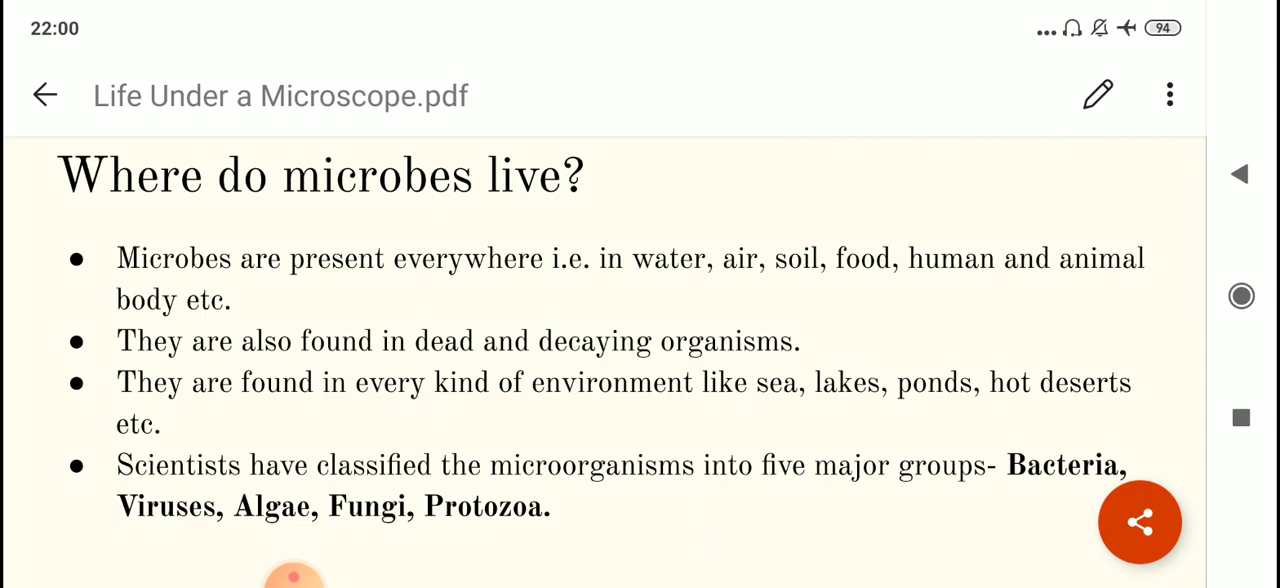 22:00
94
Life Under a Microscope.pdf
Where do microbes live?
● Microbes are present everywhere i.e. in water, air, soil, food, human and animal
body etc.
● They are also found in dead and decaying organisms.
● They are found in every kind of environment like sea, lakes, ponds, hot deserts
etc.
● Scientists have classified the microorganisms into five major groups- Bacteria,
Viruses, Algae, Fungi, Protozoa.